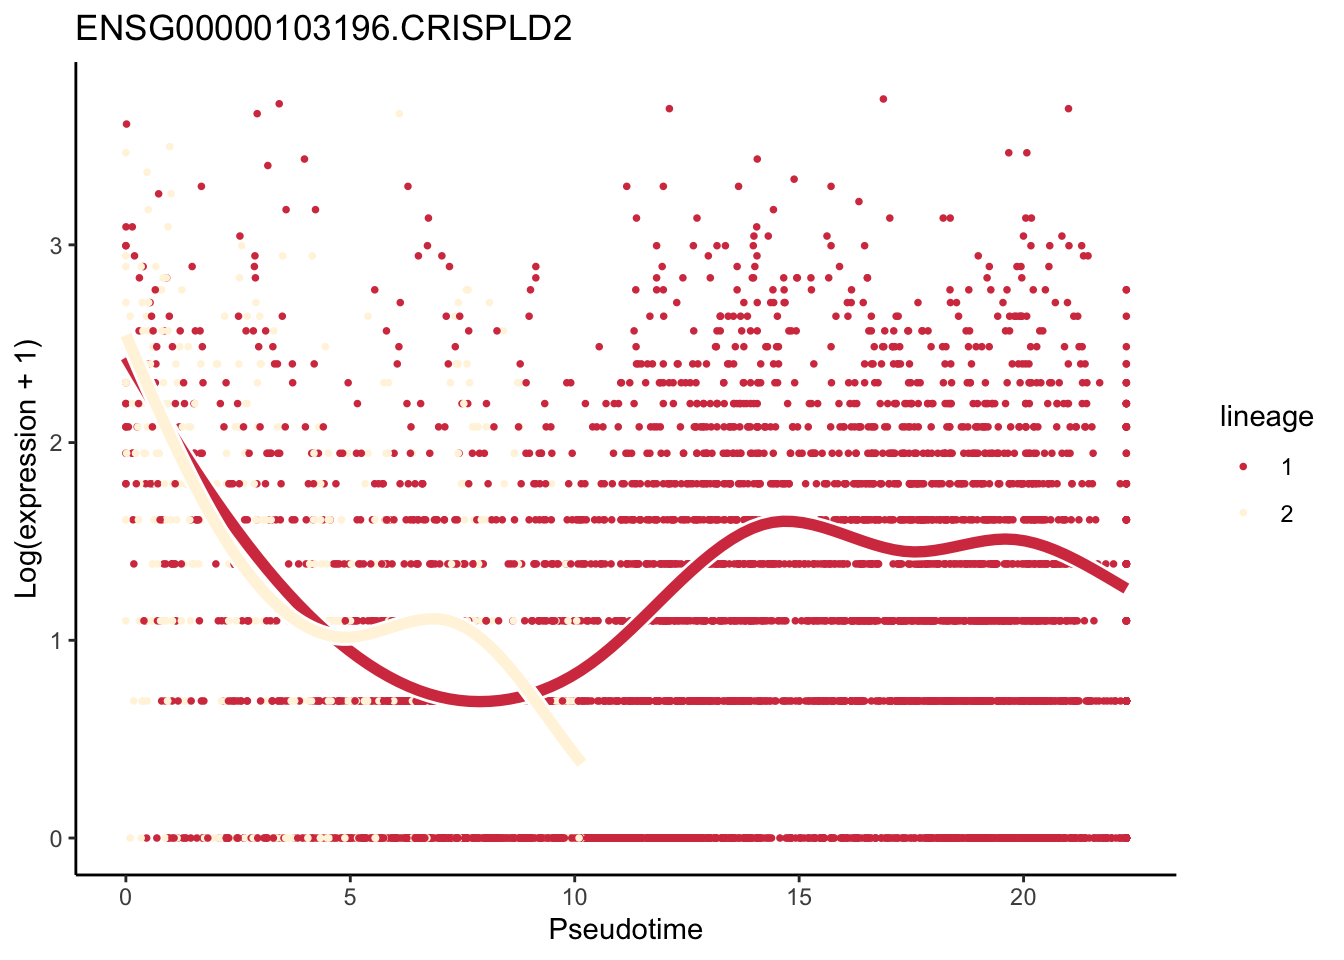 ENSG00000103196.CRISPLD2
Log(expression + 1)
3
2
1
0
0 5 10 15 20
Pseudotime
lineage
1
2